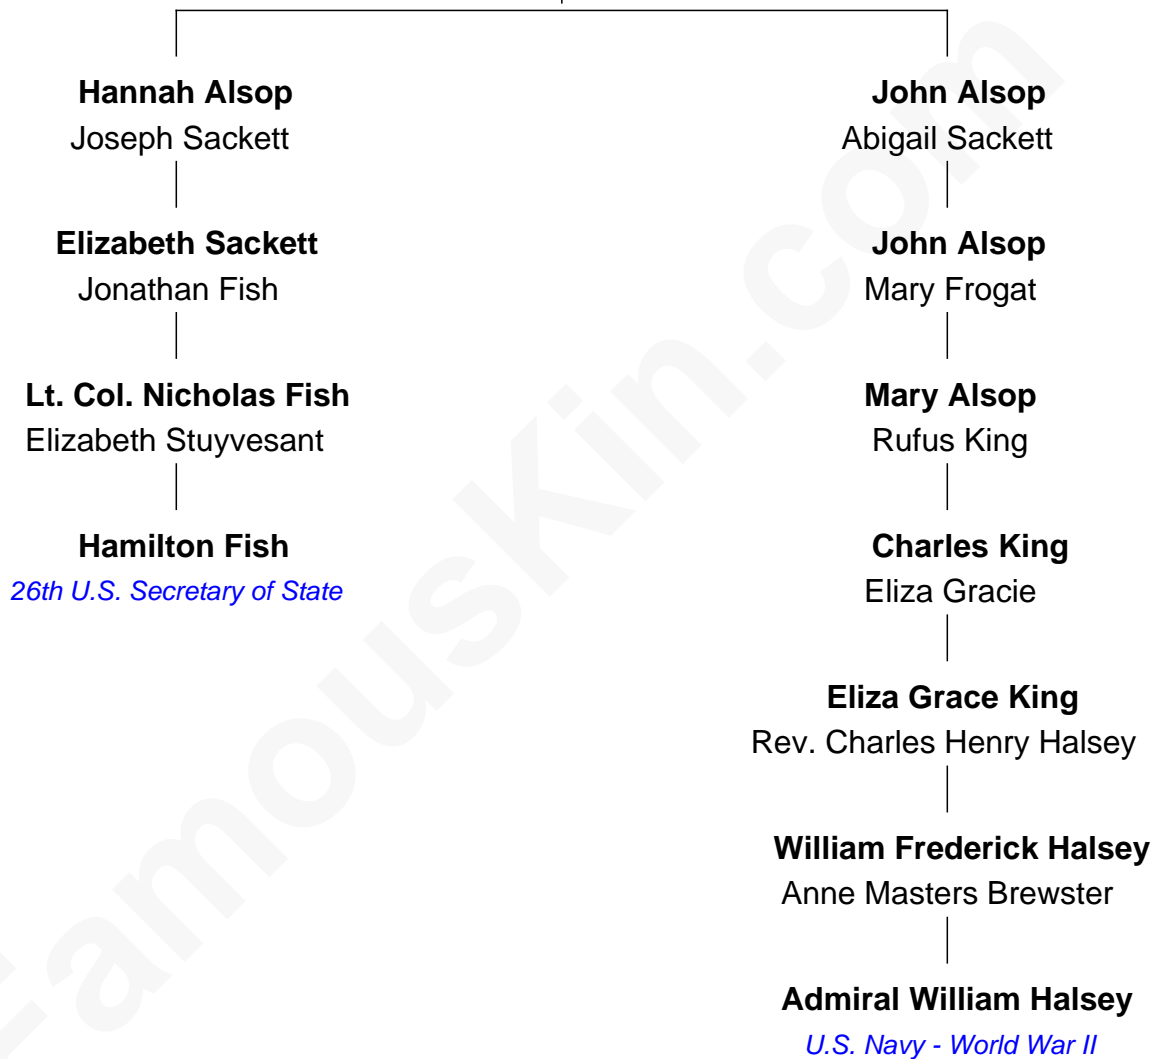 Hannah Alsop
Joseph Sackett
Elizabeth Sackett
Jonathan Fish
Lt. Col. Nicholas Fish
Elizabeth Stuyvesant
Hamilton Fish
26th U.S. Secretary of State
John Alsop
Abigail Sackett
John Alsop
Mary Frogat
Mary Alsop
Rufus King
Charles King
Eliza Gracie
Eliza Grace King
Rev. Charles Henry Halsey
William Frederick Halsey
Anne Masters Brewster
Admiral William Halsey
U.S. Navy - World War II
FamousKin.com